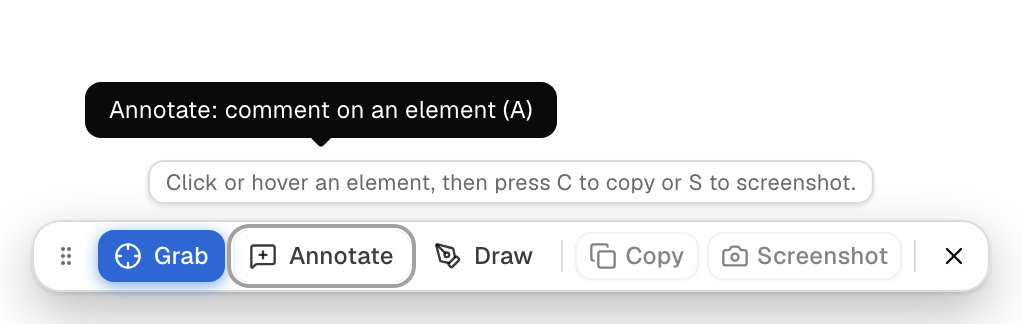 Annotate: comment on an element (A)
Click or hover an element, then press C to copy or S to screenshot.
Grab Annotate Draw Copy Screenshot